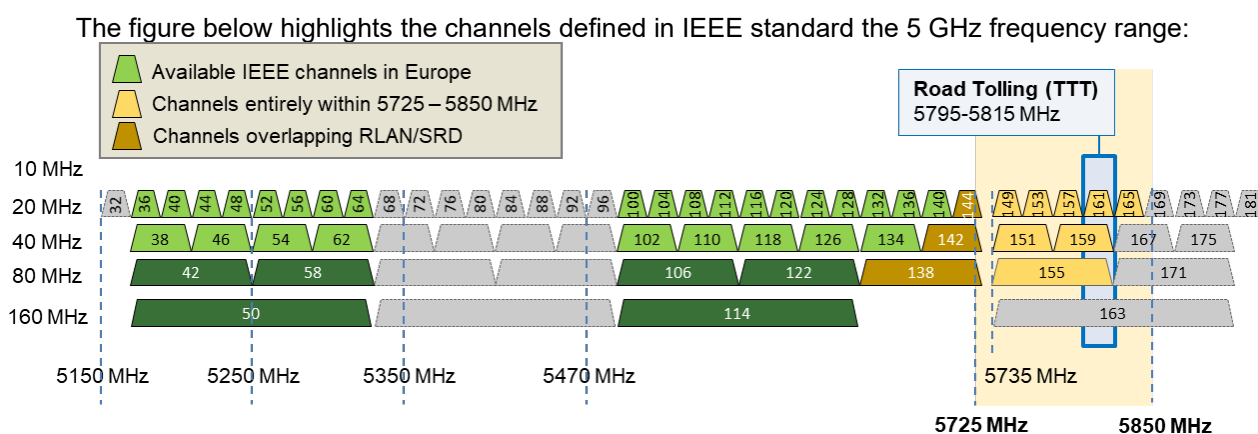 The figure below highlights the channels defined in IEEE standard the 5 GHz frequency range:
Available IEEE channels in Europe
Channels entirely within 5725 – 5850 MHz
Channels overlapping RLAN/SRD
Road Tolling (TTT)
5795-5815 MHz
10 MHz
20 MHz 32 36 40 44 48 52 56 60 64 68 72 76 80 84 88 92 96 100 104 108 112 116 120 124 128 132 136 140 144 149 153 157 161 165 169 173 177 181
40 MHz 38 46 54 62 102 110 118 126 134 142 151 159 167 175
80 MHz 42 58 106 122 138 155 171
160 MHz 50 114 163
5150 MHz 5250 MHz 5350 MHz 5470 MHz 5735 MHz
5725 MHz 5850 MHz